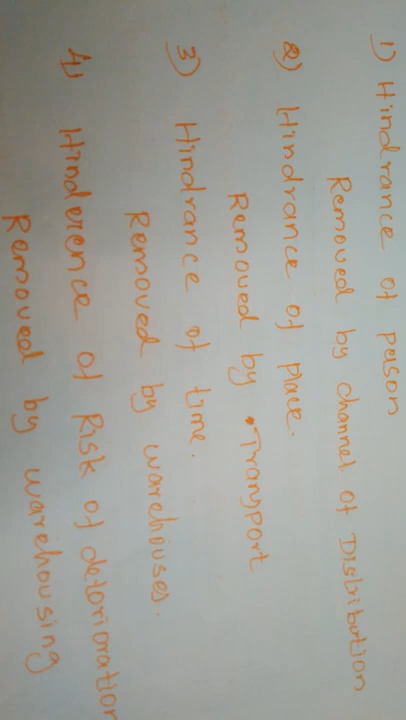 1) Hindrance of person
Removed by channel of Distribution
2) Hindrance of place.
Removed by Transport
3) Hindrance of time.
Removed by warehouses.
4) Hinderence of Risk of detorioration
Removed by warehousing